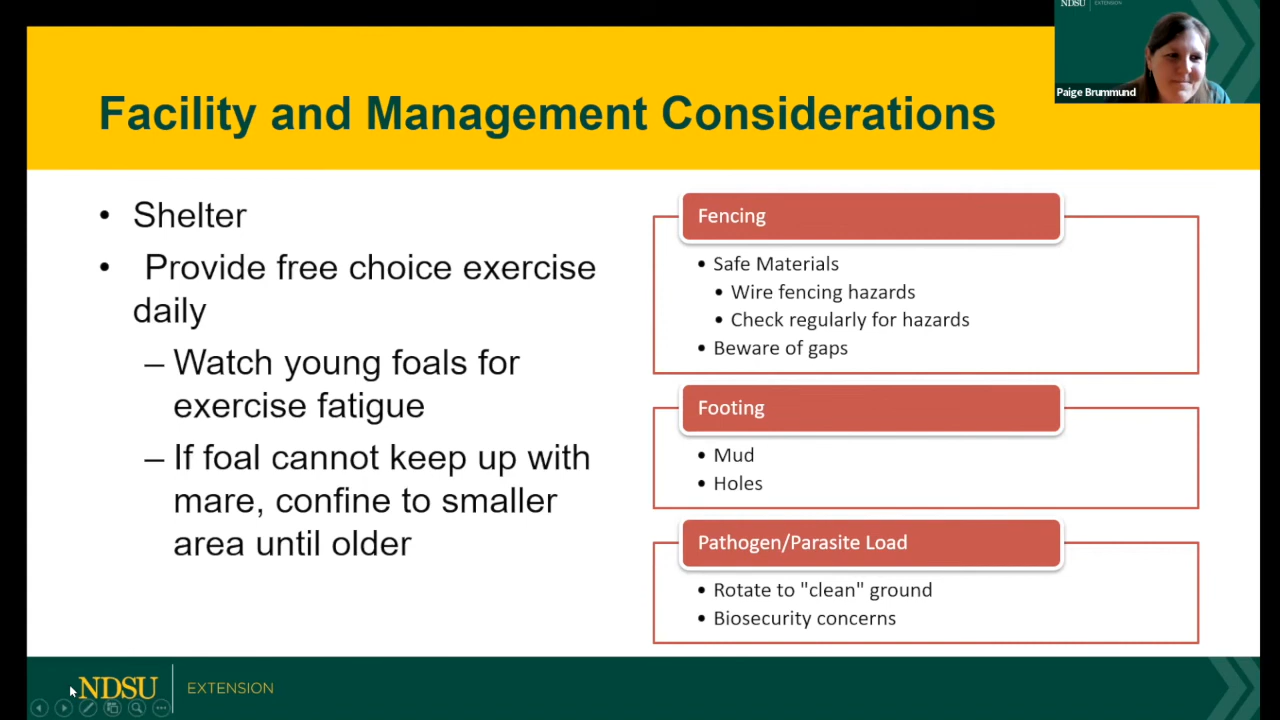 NDSU EXTENSION
Paige Brummund
Facility and Management Considerations
• Shelter
• Provide free choice exercise
daily
– Watch young foals for
exercise fatigue
– If foal cannot keep up with
mare, confine to smaller
area until older
Fencing
• Safe Materials
• Wire fencing hazards
• Check regularly for hazards
• Beware of gaps
Footing
• Mud
• Holes
Pathogen/Parasite Load
• Rotate to "clean" ground
• Biosecurity concerns
NDSU EXTENSION